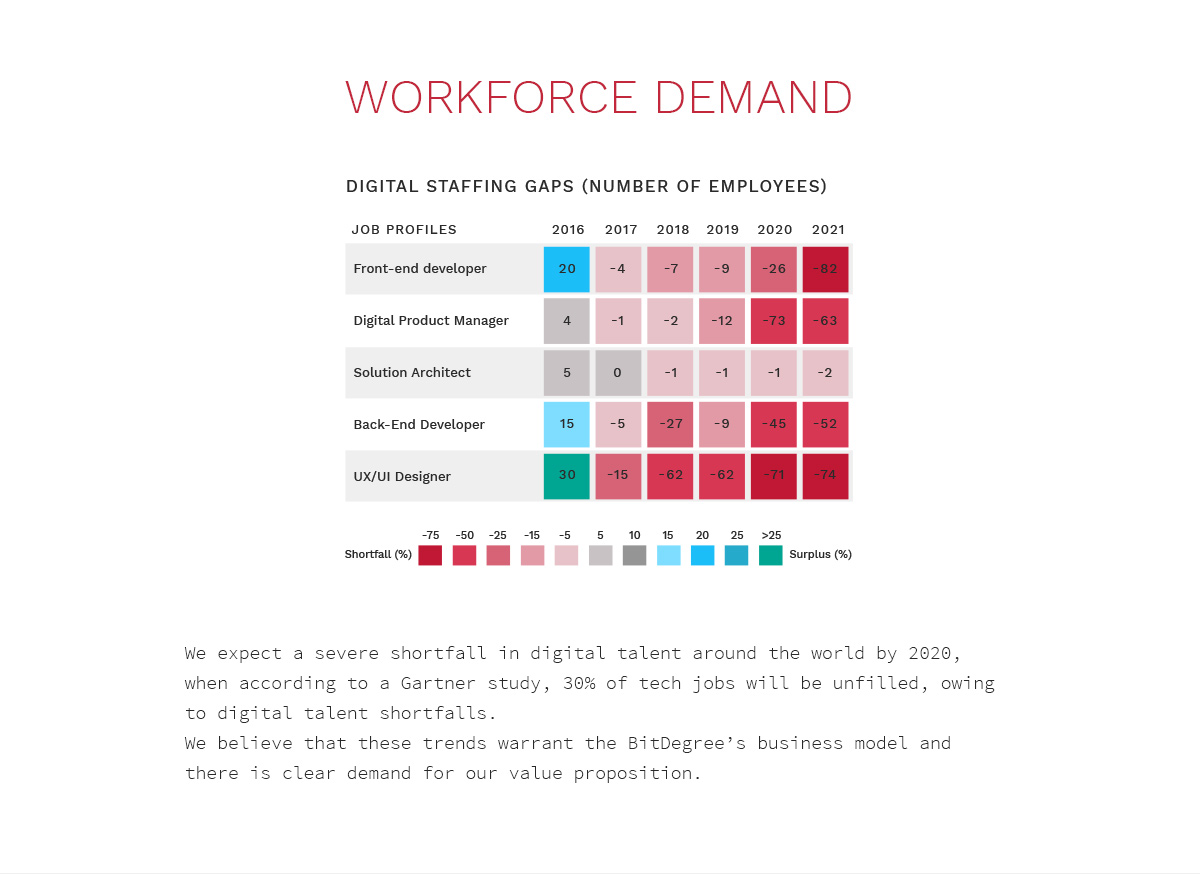 WORKFORCE DEMAND
DIGITAL STAFFING GAPS (NUMBER OF EMPLOYEES)
JOB PROFILES 2016 2017 2018 2019 2020 2021
Front-end developer 20 -4 -7 -9 -26 -82
Digital Product Manager 4 -1 -2 -12 -73 -63
Solution Architect 5 0 -1 -1 -1 -2
Back-End Developer 15 -5 -27 -9 -45 -52
UX/UI Designer 30 -15 -62 -62 -71 -74
-75 -50 -25 -15 -5 5 10 15 20 25 >25
Shortfall (%) Surplus (%)
We expect a severe shortfall in digital talent around the world by 2020,
when according to a Gartner study, 30% of tech jobs will be unfilled, owing
to digital talent shortfalls.
We believe that these trends warrant the BitDegree’s business model and
there is clear demand for our value proposition.